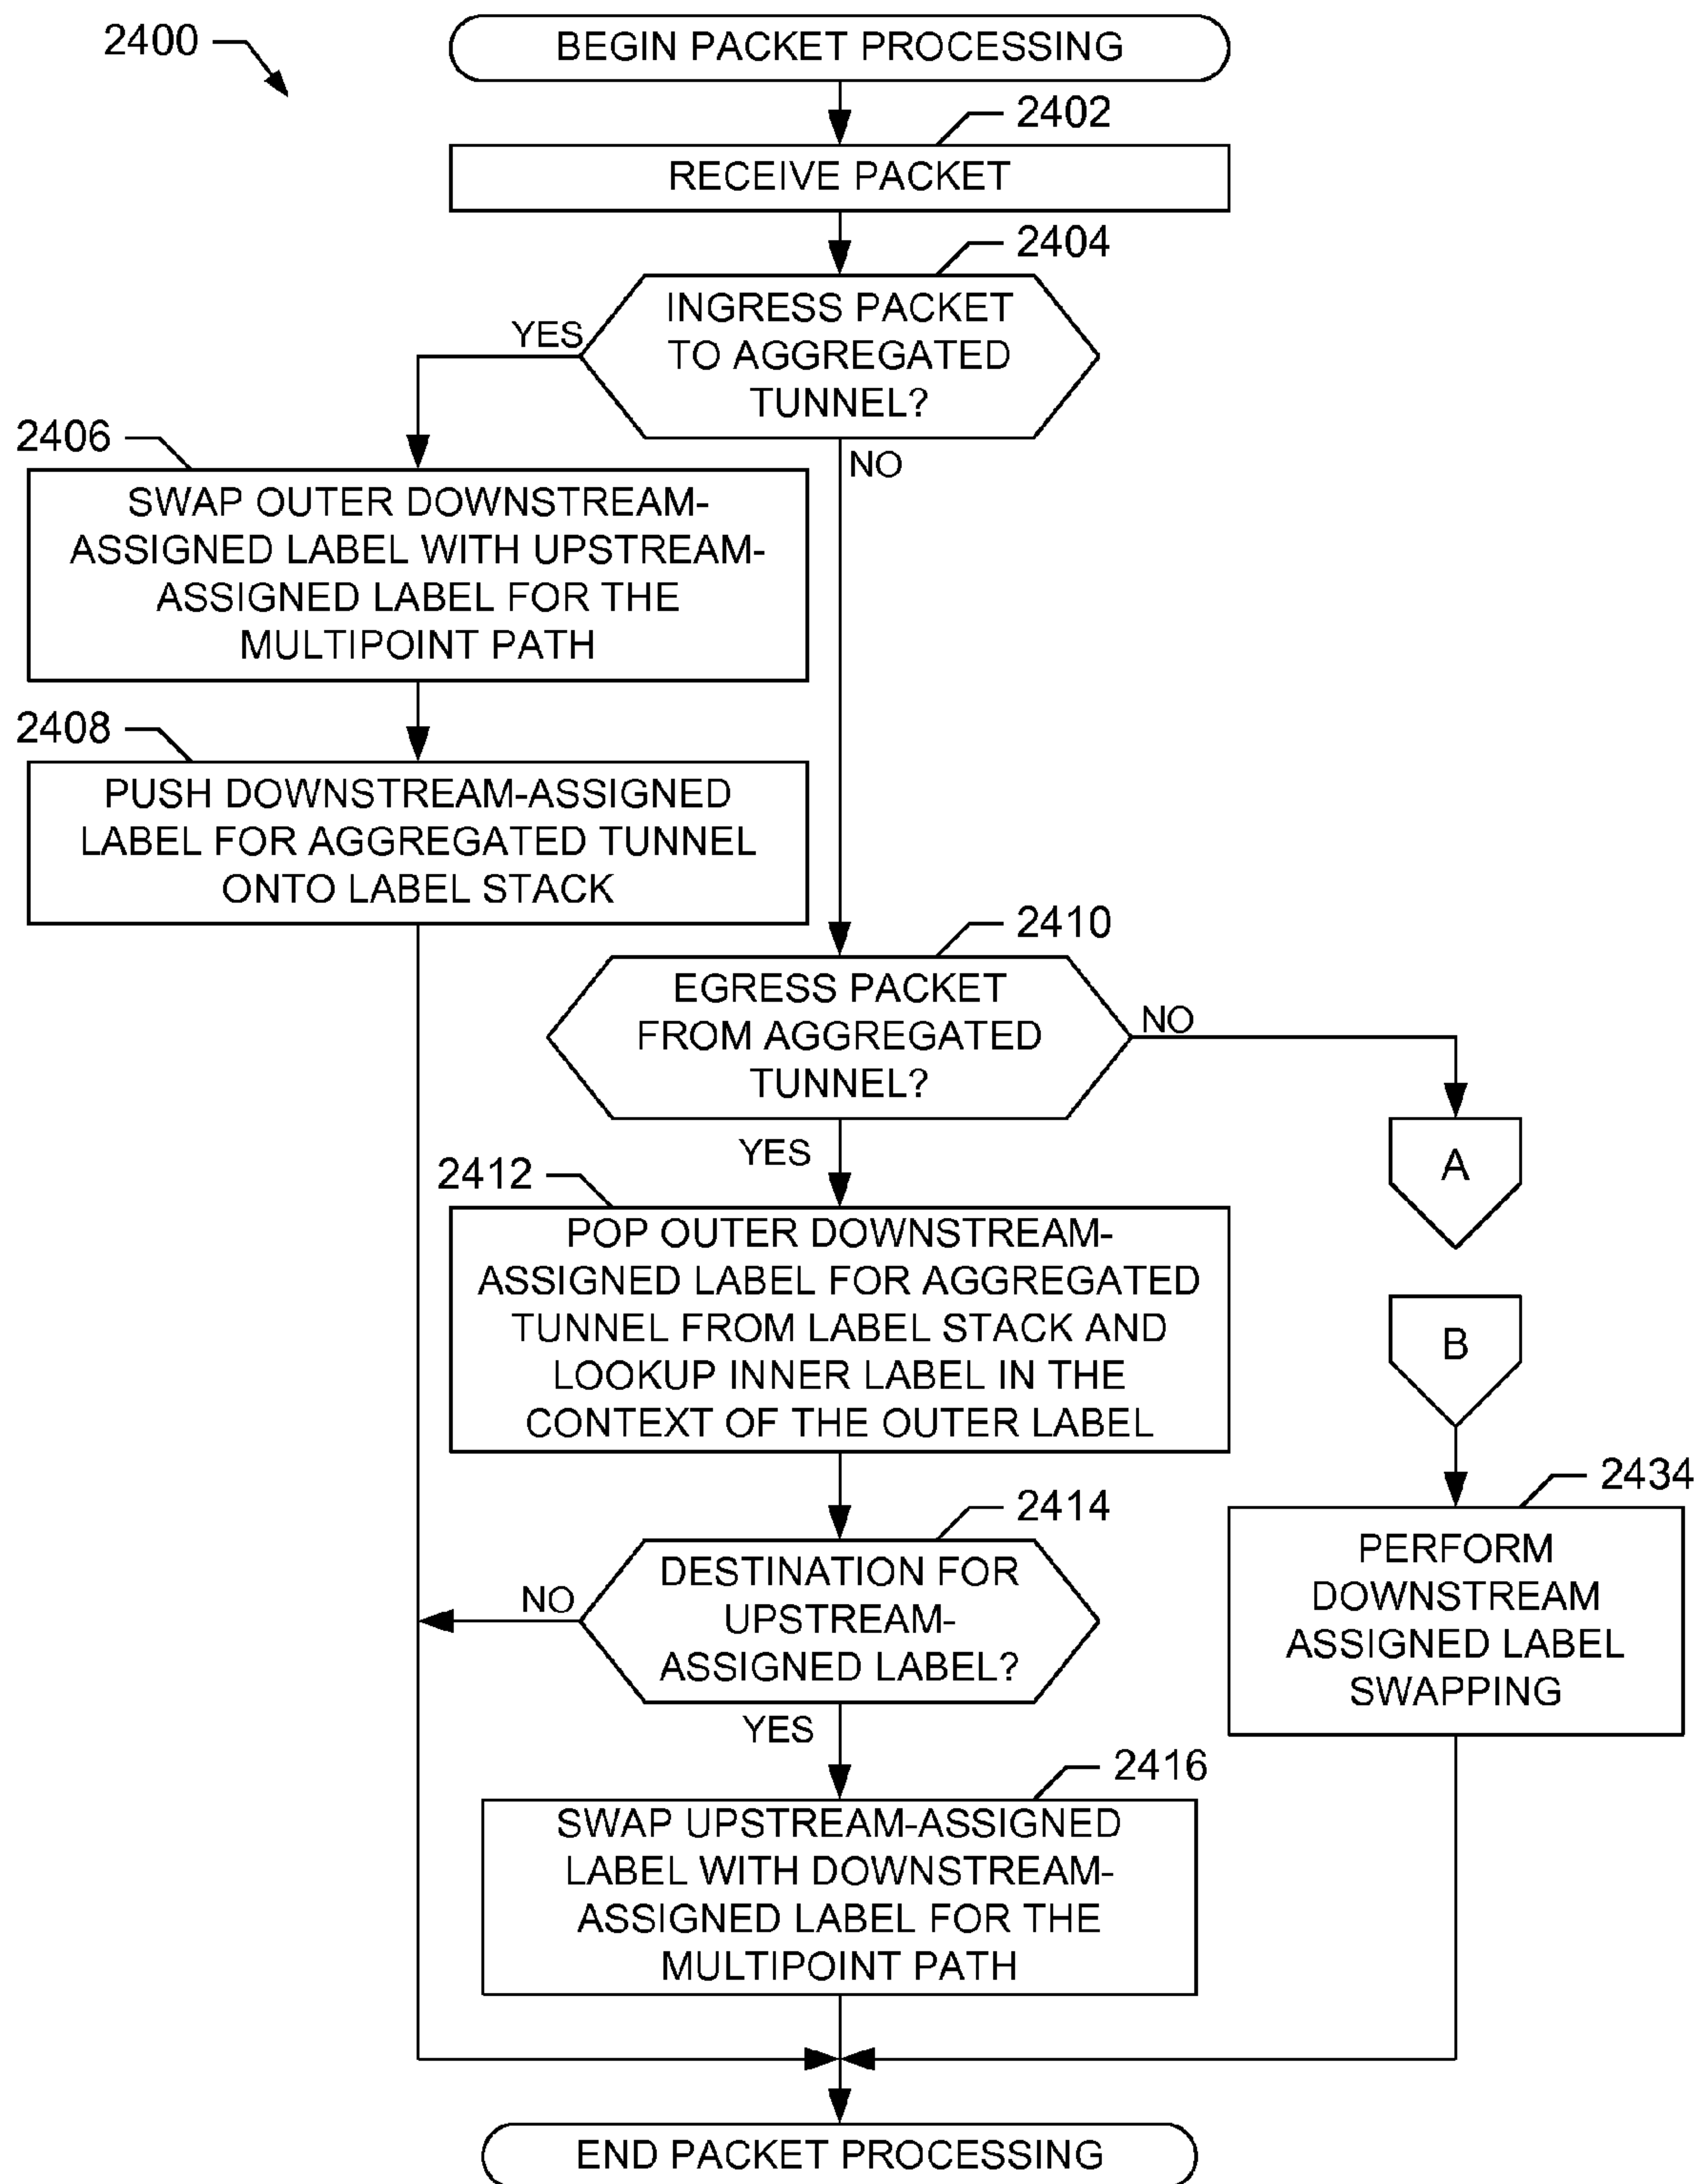 2400
BEGIN PACKET PROCESSING
2402
RECEIVE PACKET
2404
INGRESS PACKET
TO AGGREGATED
TUNNEL?
YES
NO
2406
SWAP OUTER DOWNSTREAM-
ASSIGNED LABEL WITH UPSTREAM-
ASSIGNED LABEL FOR THE
MULTIPOINT PATH
2408
PUSH DOWNSTREAM-ASSIGNED
LABEL FOR AGGREGATED TUNNEL
ONTO LABEL STACK
2410
EGRESS PACKET
FROM AGGREGATED
TUNNEL?
NO
YES
A
2412
POP OUTER DOWNSTREAM-
ASSIGNED LABEL FOR AGGREGATED
TUNNEL FROM LABEL STACK AND
LOOKUP INNER LABEL IN THE
CONTEXT OF THE OUTER LABEL
B
2414
DESTINATION FOR
UPSTREAM-
ASSIGNED LABEL?
NO
YES
2434
PERFORM
DOWNSTREAM
ASSIGNED LABEL
SWAPPING
2416
SWAP UPSTREAM-ASSIGNED
LABEL WITH DOWNSTREAM-
ASSIGNED LABEL FOR THE
MULTIPOINT PATH
END PACKET PROCESSING